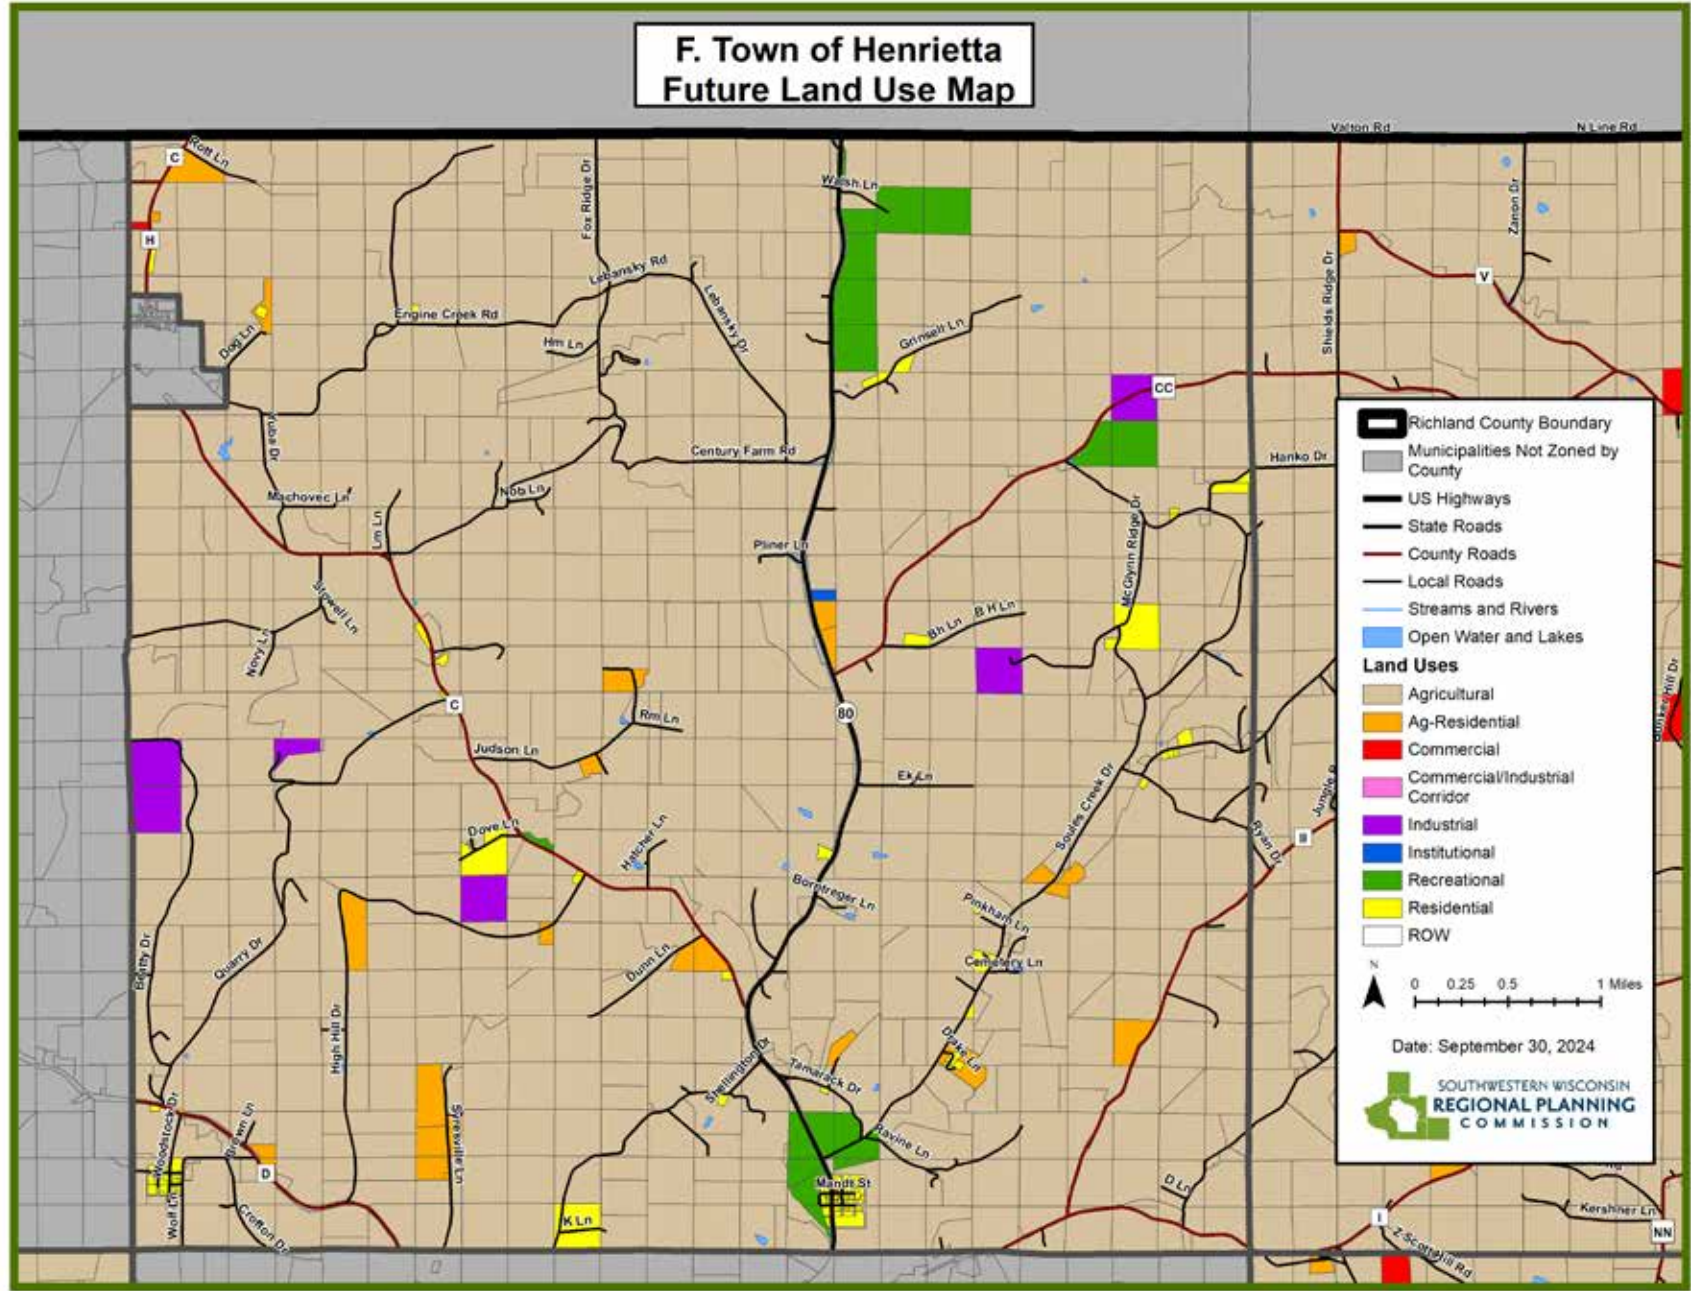 F. Town of Henrietta
Future Land Use Map
Valton Rd
N Line Rd
Rott Ln
C
H
Fox Ridge Dr
Walsh Ln
Zanon Dr
Shields Ridge Dr
V
Lebansky Rd
Lebansky Dr
Engine Creek Rd
Dog Ln
Hm Ln
Grinsell Ln
CC
Yuba Dr
Century Farm Rd
Hanko Dr
Machovec Ln
Nob Ln
Lm Ln
Pliner Ln
McGlynn Ridge Dr
Stowell Ln
Novy Ln
Bh Ln
B H Ln
C
Rm Ln
80
Judson Ln
Ek Ln
Soules Creek Dr
Ryan Dr
II
Dove Ln
Hatcher Ln
Borntreger Ln
Pinkham Ln
Cemetery Ln
Beatty Dr
Quarry Dr
Dunn Ln
High Hill Dr
Drake Ln
Shellington Dr
Tamarack Dr
Ravine Ln
Woodstock Dr
Brown Ln
D
Wolf Ln
Crofton Dr
K Ln
Mandt St
D Ln
I
Z Scott Hill Rd
Kershner Ln
NN
Richland County Boundary
Municipalities Not Zoned by
County
US Highways
State Roads
County Roads
Local Roads
Streams and Rivers
Open Water and Lakes
Land Uses
Agricultural
Ag-Residential
Commercial
Commercial/Industrial
Corridor
Industrial
Institutional
Recreational
Residential
ROW
N
0 0.25 0.5 1 Miles
Date: September 30, 2024
SOUTHWESTERN WISCONSIN
REGIONAL PLANNING
COMMISSION